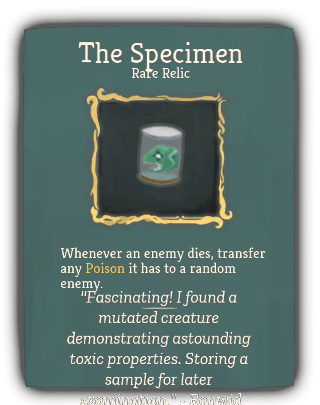 The Specimen
Rare Relic
Whenever an enemy dies, transfer
any Poison it has to a random
enemy.
"Fascinating! I found a
mutated creature
demonstrating astounding
toxic properties. Storing a
sample for later